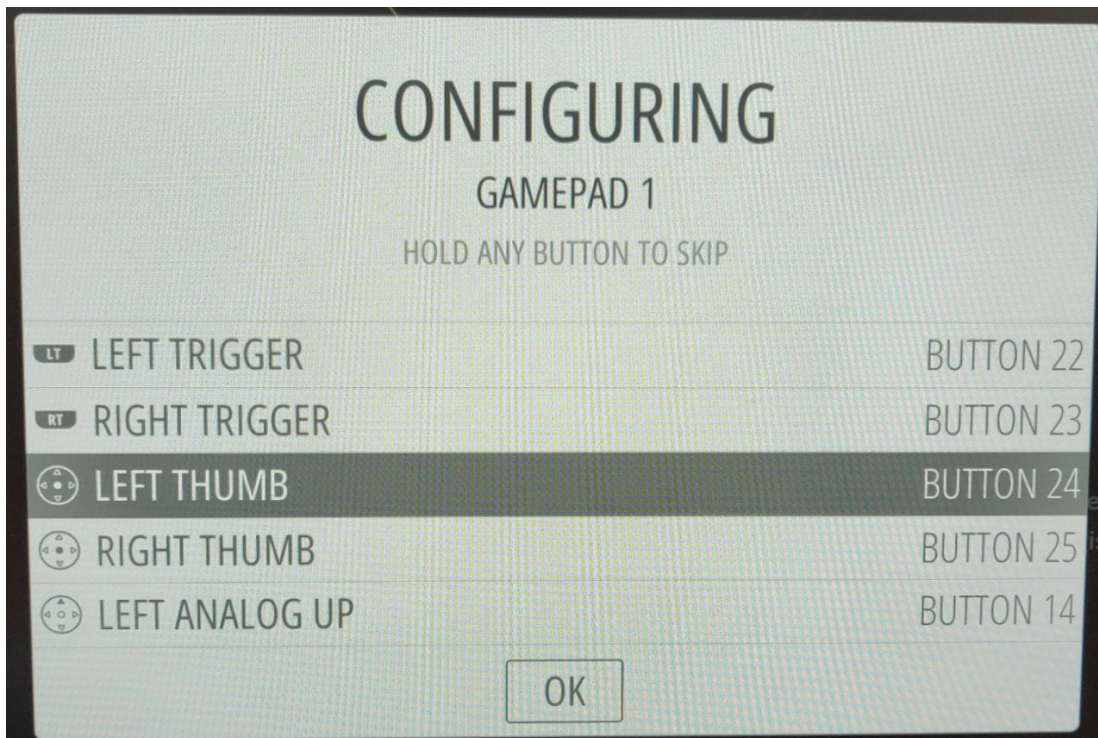 CONFIGURING
GAMEPAD 1
HOLD ANY BUTTON TO SKIP
LT LEFT TRIGGER BUTTON 22
RT RIGHT TRIGGER BUTTON 23
LEFT THUMB BUTTON 24
RIGHT THUMB BUTTON 25
LEFT ANALOG UP BUTTON 14
OK